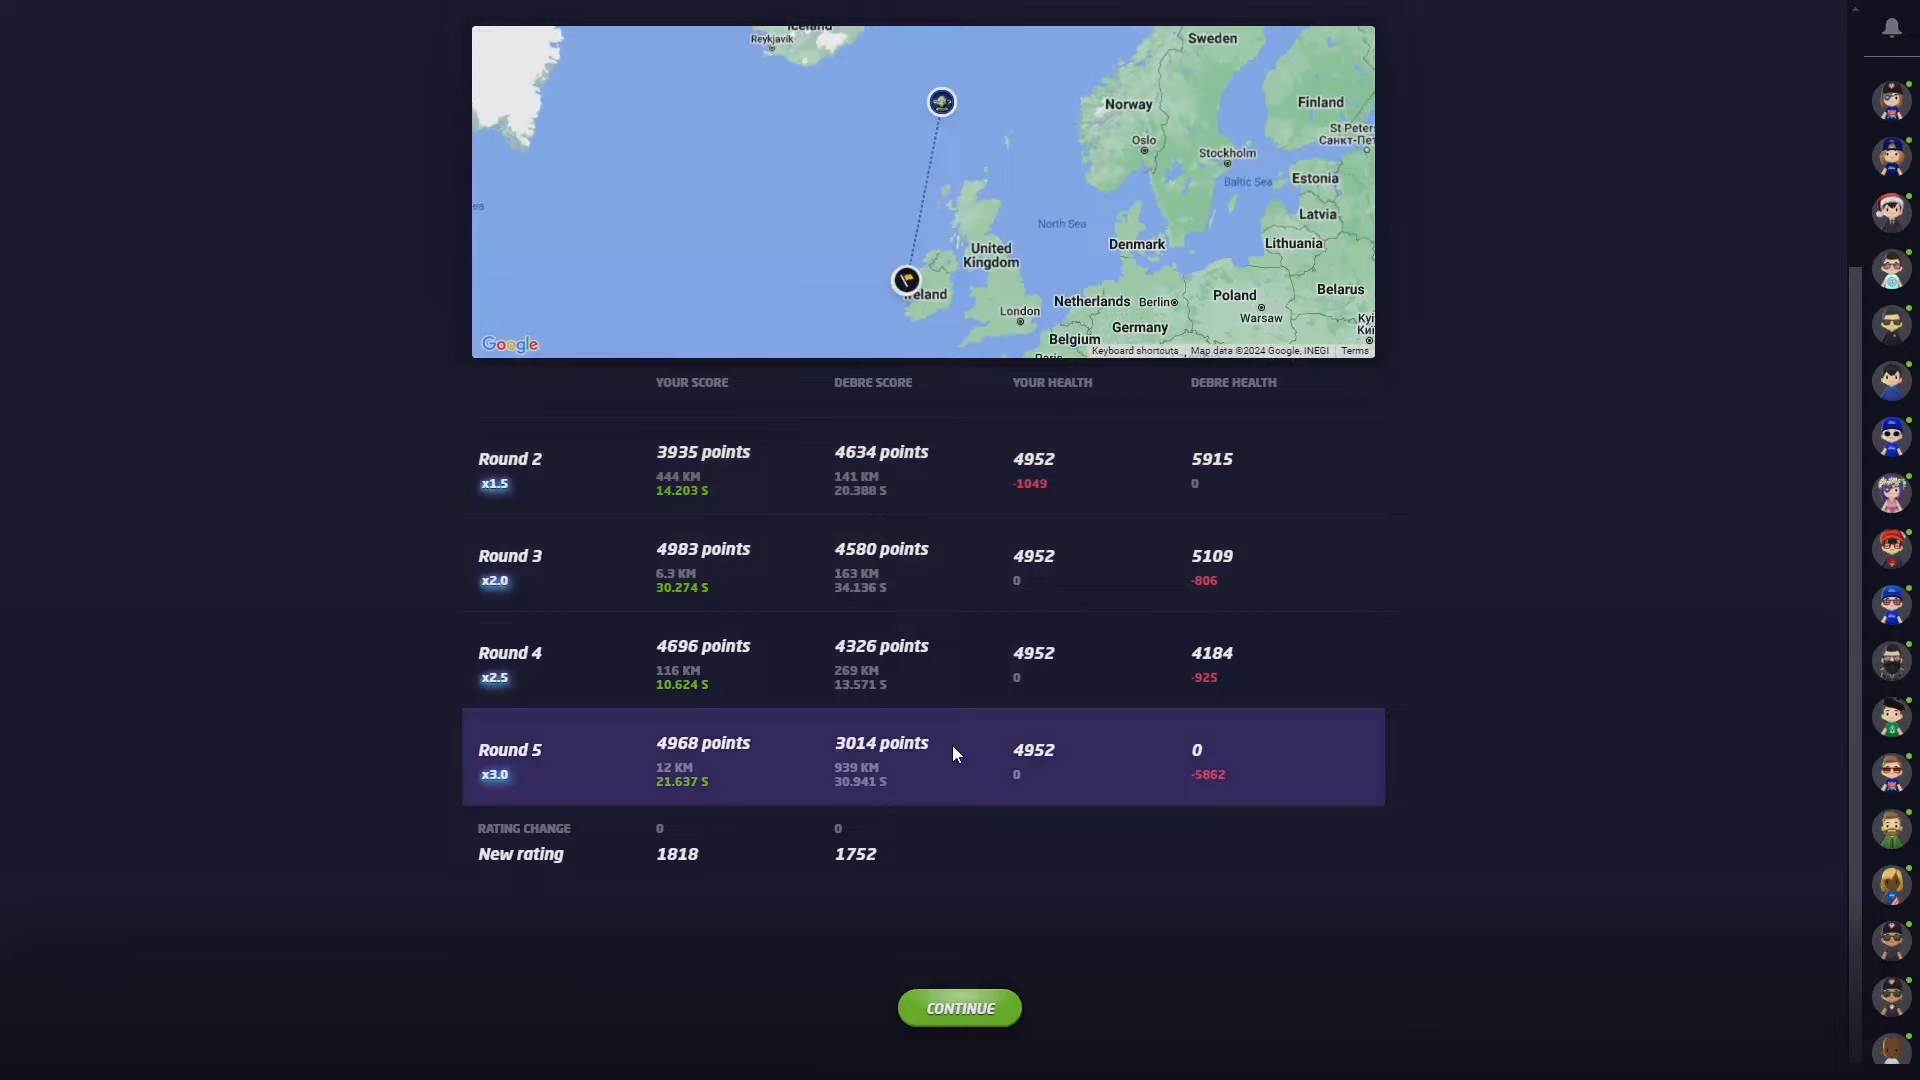 Iceland
Reykjavík
Sweden
Norway
Finland
Oslo
St Peter
Санкт-Пет
Stockholm
Baltic Sea
Estonia
Latvia
North Sea
Denmark
Lithuania
United
Kingdom
Ireland
Netherlands
Berlin
Poland
Belarus
London
Warsaw
Germany
Belgium
Paris
Google
Keyboard shortcuts
Map data ©2024 Google, INEGI
Terms
YOUR SCORE DEBRE SCORE YOUR HEALTH DEBRE HEALTH
Round 2 3935 points 4634 points 4952 5915
x1.5 444 KM 141 KM -1049 0
14.203 S 20.388 S
Round 3 4983 points 4580 points 4952 5109
x2.0 6.3 KM 163 KM 0 -806
30.274 S 34.136 S
Round 4 4696 points 4326 points 4952 4184
x2.5 116 KM 269 KM 0 -925
10.624 S 13.571 S
Round 5 4968 points 3014 points 4952 0
x3.0 12 KM 939 KM 0 -5862
21.637 S 30.941 S
RATING CHANGE 0 0
New rating 1818 1752
CONTINUE